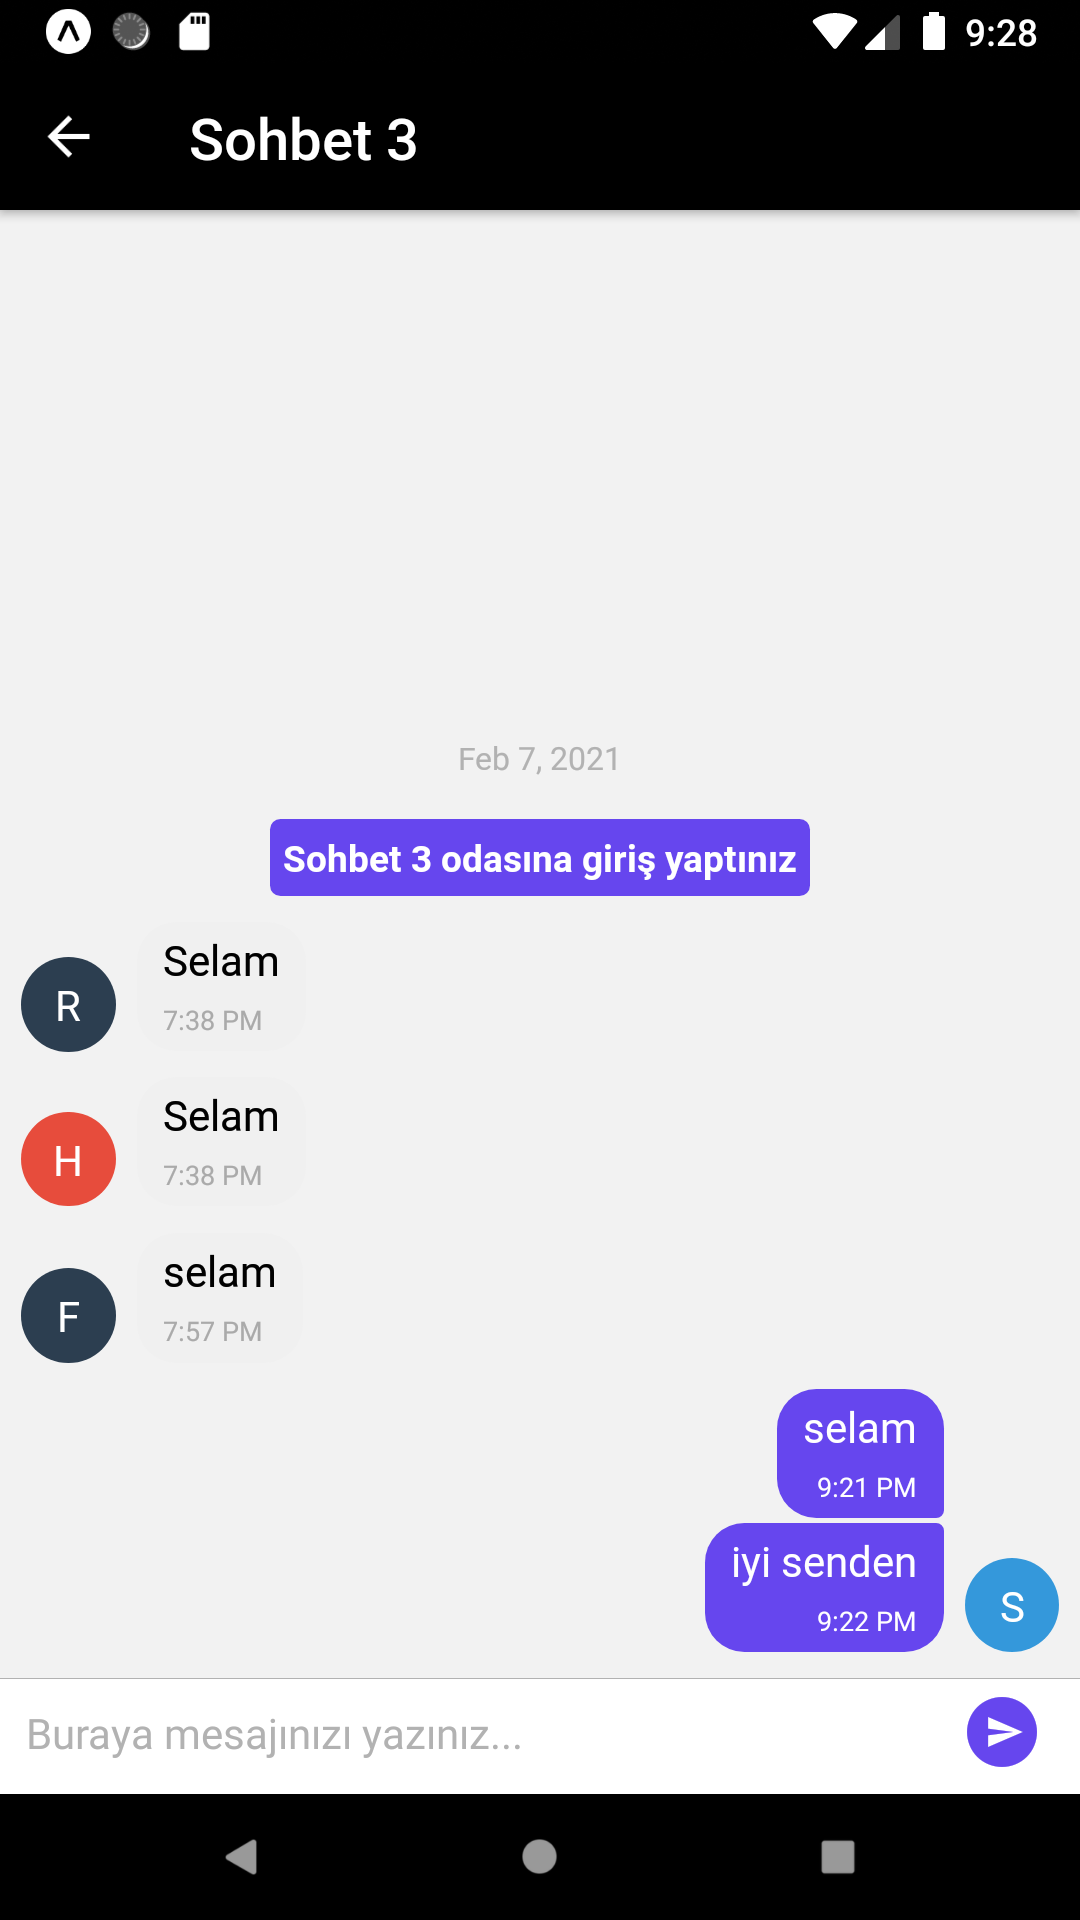 9:28
Sohbet 3
Feb 7, 2021
Sohbet 3 odasına giriş yaptınız
Selam
R
7:38 PM
Selam
H
7:38 PM
selam
F
7:57 PM
selam
9:21 PM
iyi senden
S
9:22 PM
Buraya mesajınızı yazınız...